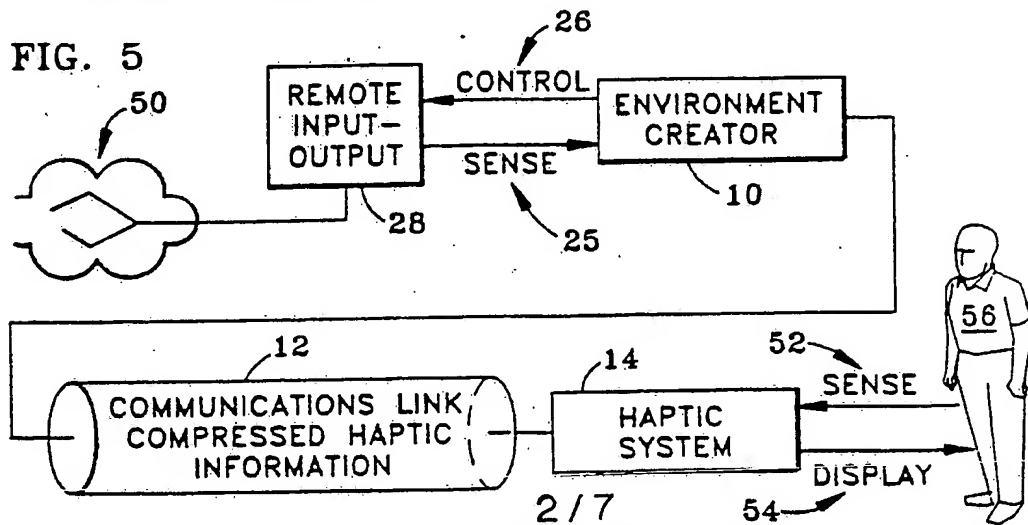 FIG. 5
50
REMOTE
INPUT-
OUTPUT
28
26
CONTROL
SENSE
25
ENVIRONMENT
CREATOR
10
12
COMMUNICATIONS LINK
COMPRESSED HAPTIC
INFORMATION
14
HAPTIC
SYSTEM
52
SENSE
DISPLAY
54
56
2/7